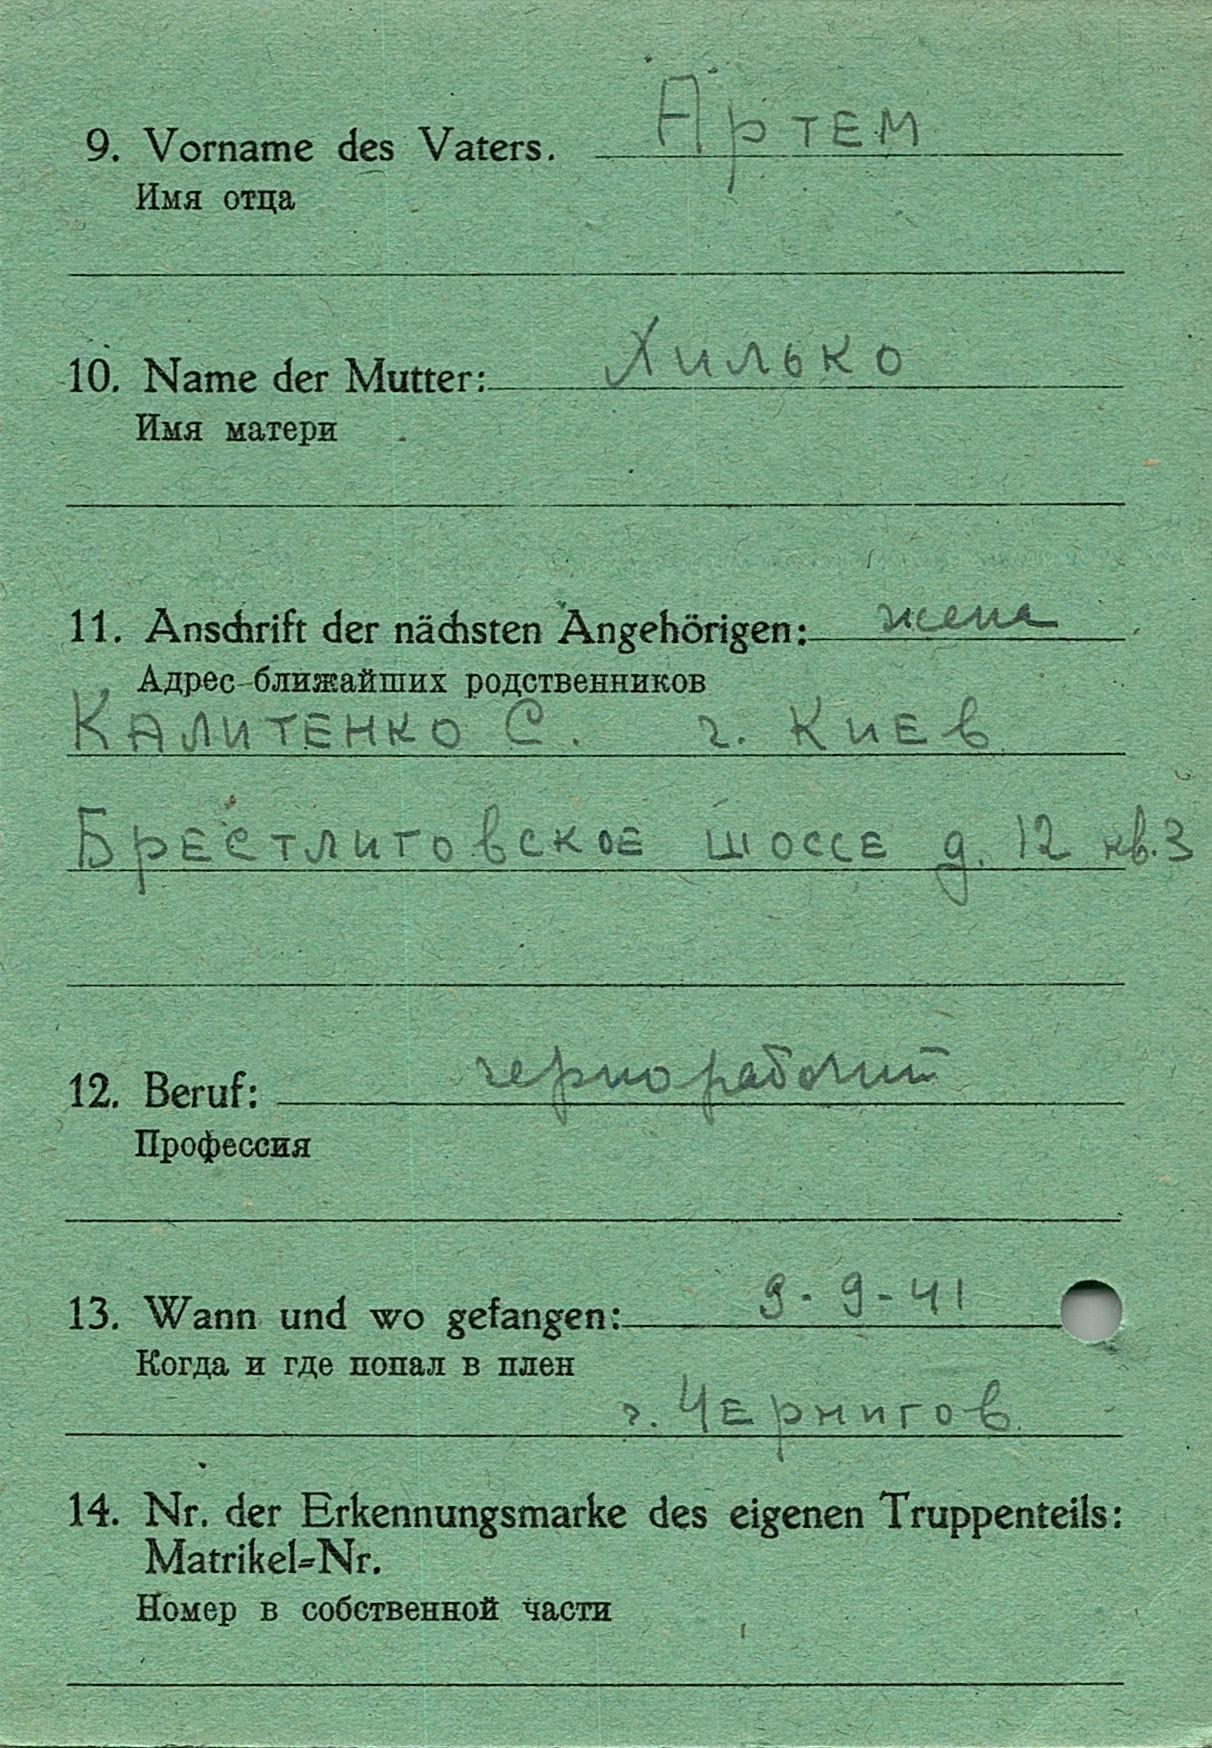 9. Vorname des Vaters. Артем
Имя отца
10. Name der Mutter: Хилько
Имя матери
11. Anschrift der nächsten Angehörigen: жена
Адрес ближайших родственников
Калитенко С. г. Киев
Брестлитовское шоссе д. 12 кв. 3
12. Beruf: чернорабочий
Профессия
13. Wann und wo gefangen: 9-9-41
Когда и где попал в плен
г. Чернигов
14. Nr. der Erkennungsmarke des eigenen Truppenteils:
Matrikel-Nr.
Номер в собственной части